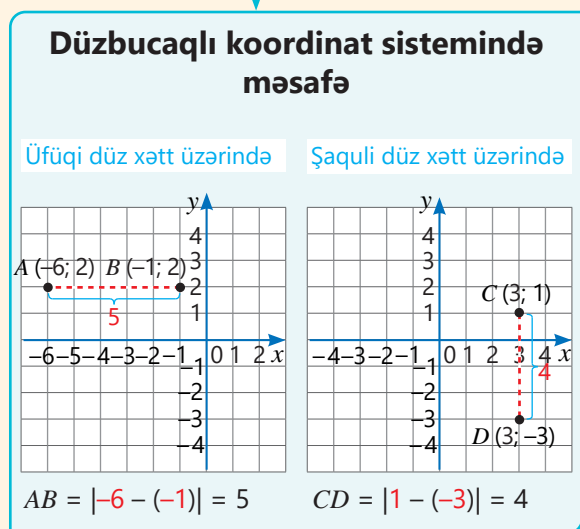 Düzbucaqlı koordinat sistemində
məsafə
Üfüqi düz xətt üzərində
y
4
3
2
1
A (–6; 2) B (–1; 2)
5
–6 –5 –4 –3 –2 –1 0 1 2 x
–1
–2
–3
–4
AB = |–6 – (–1)| = 5
Şaquli düz xətt üzərində
y
4
3
2
1
C (3; 1)
–4 –3 –2 –1 0 1 2 3 4 x
4
–1
–2
–3
–4
D (3; –3)
CD = |1 – (–3)| = 4